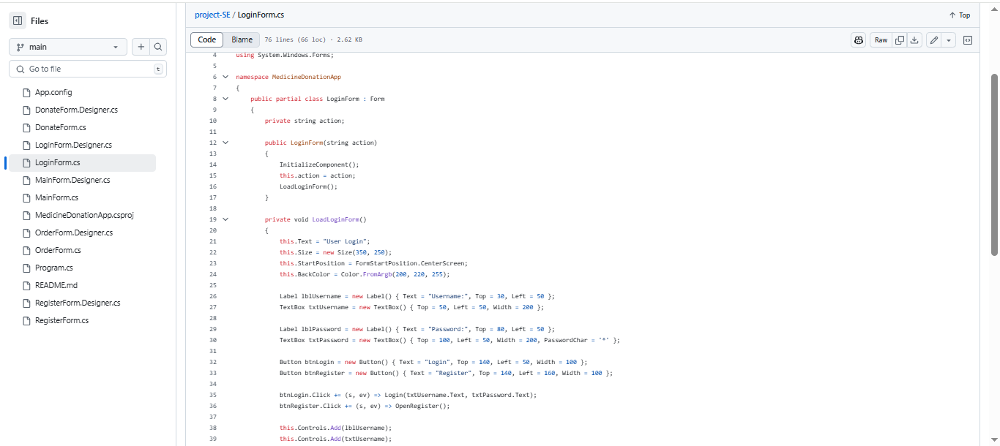 Files
main
Go to file
t
App.config
DonateForm.Designer.cs
DonateForm.cs
LoginForm.Designer.cs
LoginForm.cs
MainForm.Designer.cs
MainForm.cs
MedicineDonationApp.csproj
OrderForm.Designer.cs
OrderForm.cs
Program.cs
README.md
RegisterForm.Designer.cs
RegisterForm.cs
project-SE / LoginForm.cs
Top
Code Blame 76 lines (66 loc) · 2.62 KB
Raw
4 using System.Windows.Forms;
5
6 namespace MedicineDonationApp
7 {
8 public partial class LoginForm : Form
9 {
10 private string action;
11
12 public LoginForm(string action)
13 {
14 InitializeComponent();
15 this.action = action;
16 LoadLoginForm();
17 }
18
19 private void LoadLoginForm()
20 {
21 this.Text = "User Login";
22 this.Size = new Size(350, 250);
23 this.StartPosition = FormStartPosition.CenterScreen;
24 this.BackColor = Color.FromArgb(200, 220, 255);
25
26 Label lblUsername = new Label() { Text = "Username:", Top = 30, Left = 50 };
27 TextBox txtUsername = new TextBox() { Top = 50, Left = 50, Width = 200 };
28
29 Label lblPassword = new Label() { Text = "Password:", Top = 80, Left = 50 };
30 TextBox txtPassword = new TextBox() { Top = 100, Left = 50, Width = 200, PasswordChar = '*' };
31
32 Button btnLogin = new Button() { Text = "Login", Top = 140, Left = 50, Width = 100 };
33 Button btnRegister = new Button() { Text = "Register", Top = 140, Left = 160, Width = 100 };
34
35 btnLogin.Click += (s, ev) => Login(txtUsername.Text, txtPassword.Text);
36 btnRegister.Click += (s, ev) => OpenRegister();
37
38 this.Controls.Add(lblUsername);
39 this.Controls.Add(txtUsername);